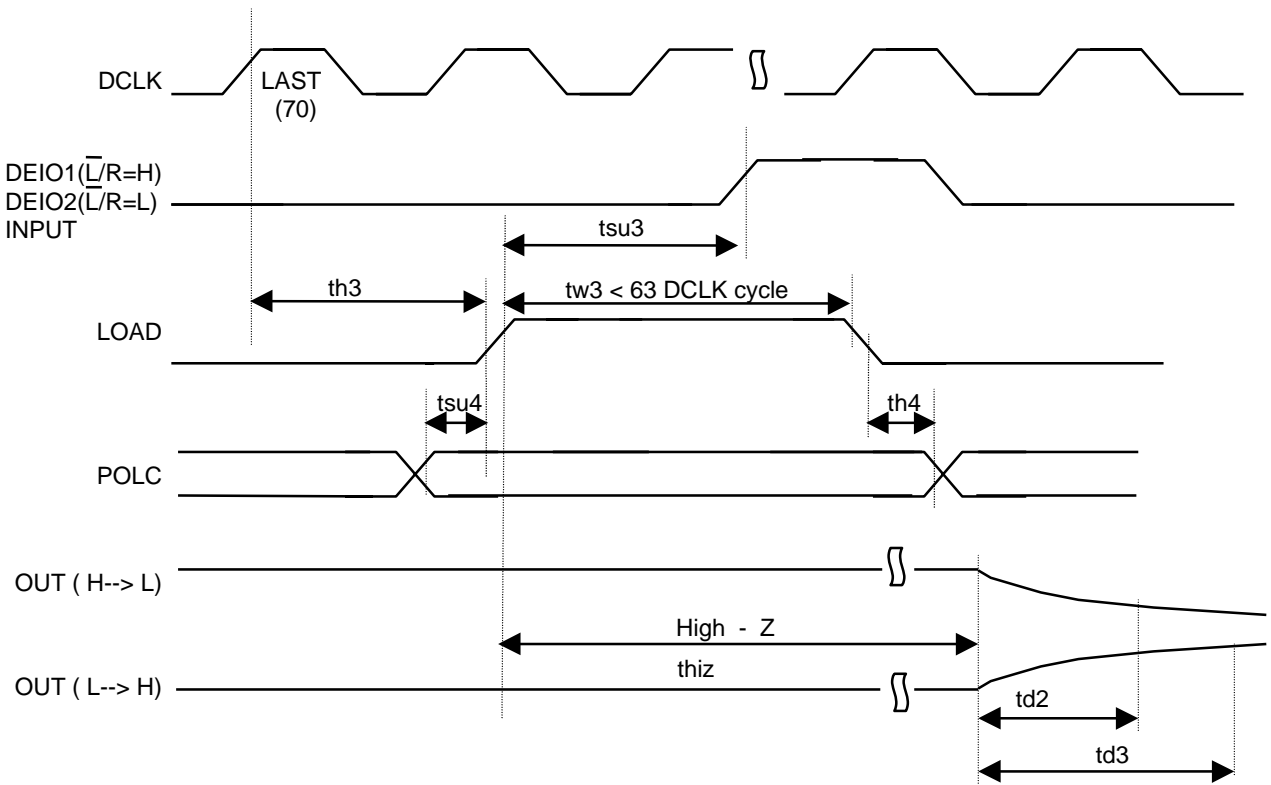 DCLK
LAST
(70)
DEIO1(L̅/R=H)
DEIO2(L̅/R=L)
INPUT
tsu3
th3
tw3 < 63 DCLK cycle
LOAD
tsu4
th4
POLC
OUT ( H--> L)
High - Z
thiz
OUT ( L--> H)
td2
td3